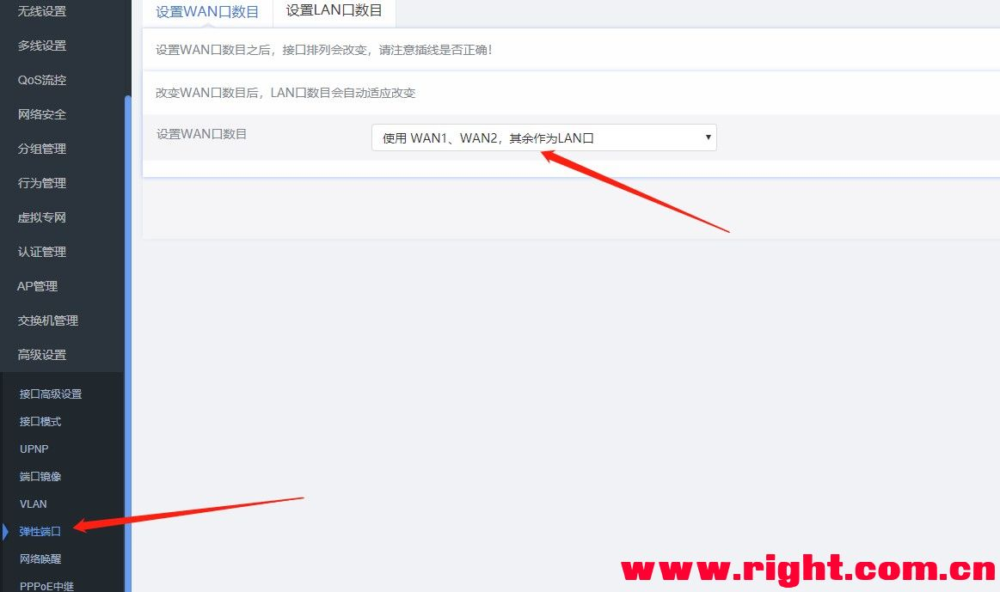 无线设置
多线设置
QoS流控
网络安全
分组管理
行为管理
虚拟专网
认证管理
AP管理
交换机管理
高级设置
接口高级设置
接口模式
UPNP
端口镜像
VLAN
弹性端口
网络唤醒
PPPoE中继
设置WAN口数目
设置LAN口数目
设置WAN口数目之后，接口排列会改变，请注意插线是否正确！
改变WAN口数目后，LAN口数目会自动适应改变
设置WAN口数目
使用 WAN1、WAN2，其余作为LAN口
www.right.com.cn